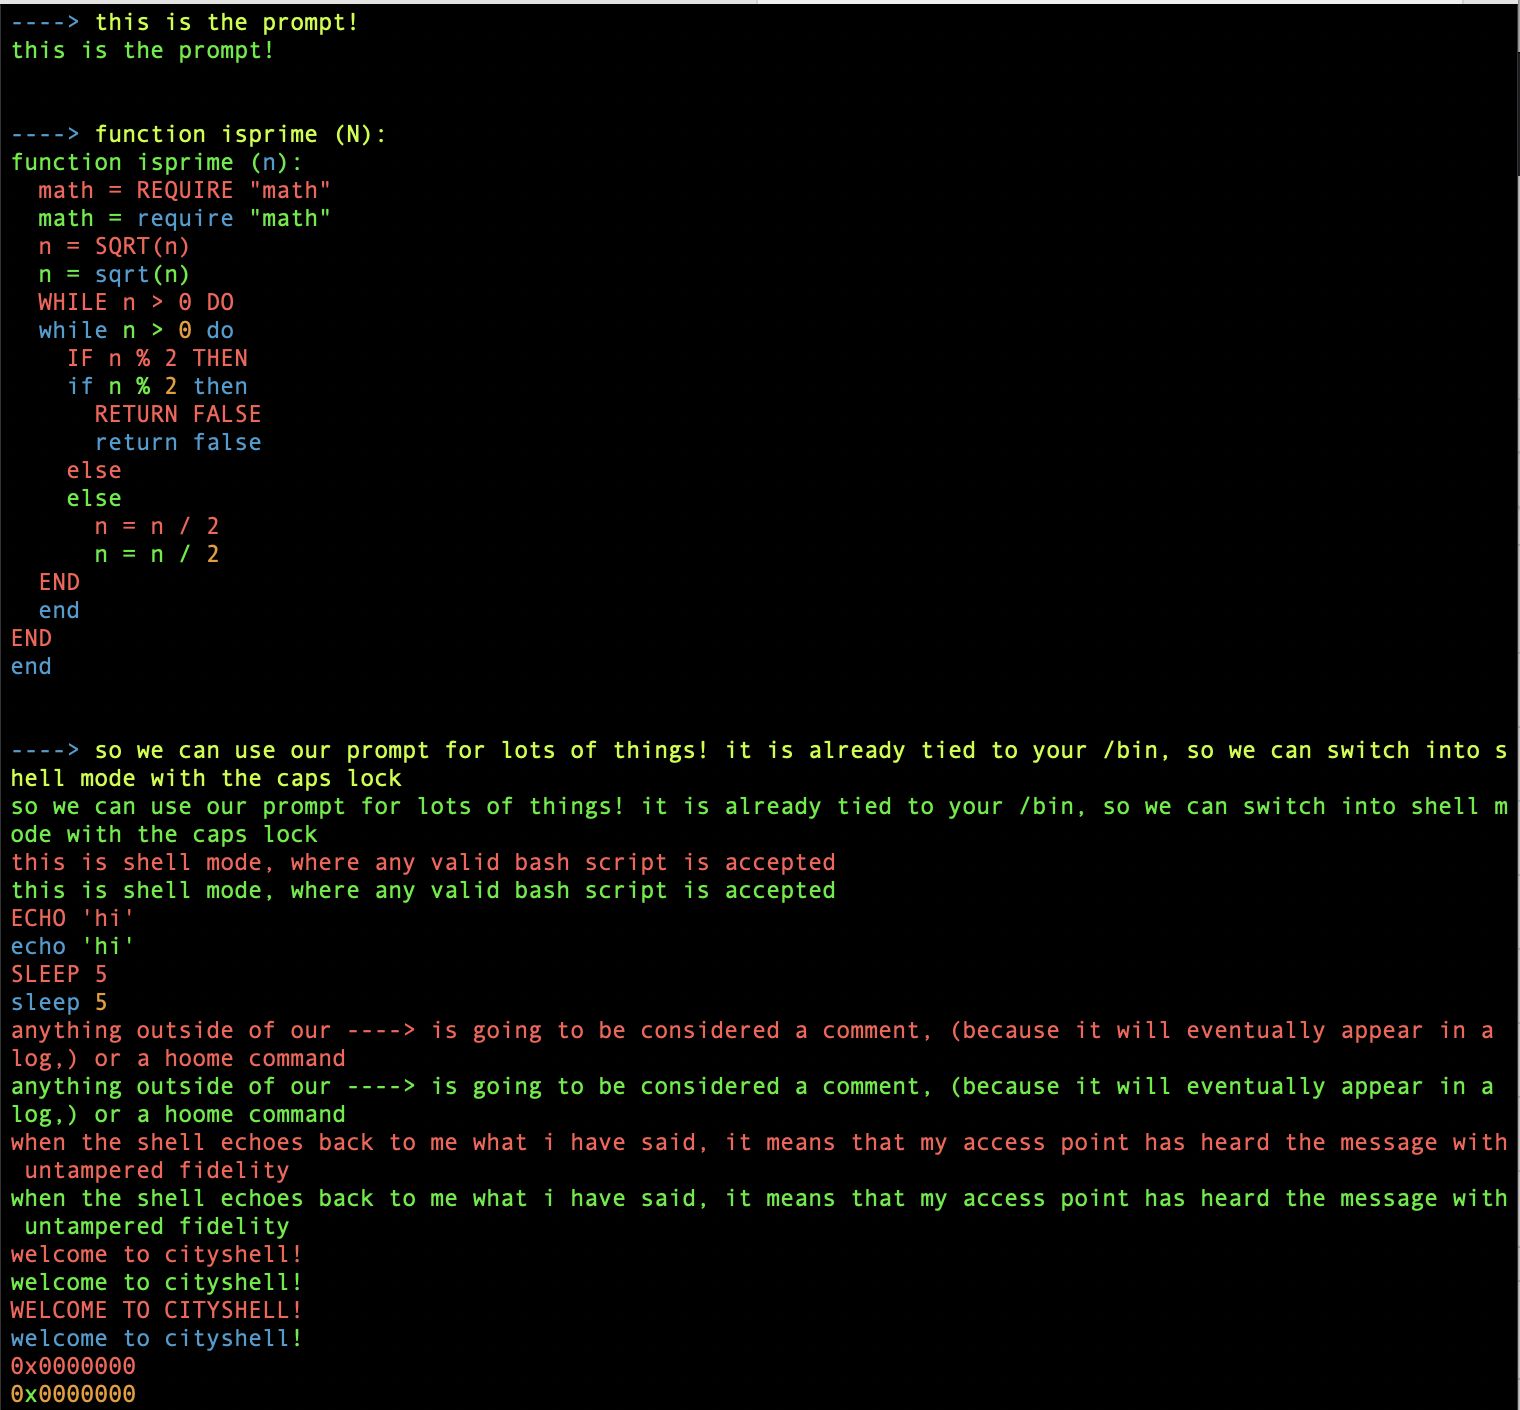 ----> this is the prompt!
this is the prompt!
----> function isprime (N):
function isprime (n):
  math = REQUIRE "math"
  math = require "math"
  n = SQRT(n)
  n = sqrt(n)
  WHILE n > 0 DO
  while n > 0 do
    IF n % 2 THEN
    if n % 2 then
      RETURN FALSE
      return false
    else
    else
      n = n / 2
      n = n / 2
  END
  end
END
end
----> so we can use our prompt for lots of things! it is already tied to your /bin, so we can switch into s
hell mode with the caps lock
so we can use our prompt for lots of things! it is already tied to your /bin, so we can switch into shell m
ode with the caps lock
this is shell mode, where any valid bash script is accepted
this is shell mode, where any valid bash script is accepted
ECHO 'hi'
echo 'hi'
SLEEP 5
sleep 5
anything outside of our ----> is going to be considered a comment, (because it will eventually appear in a
log,) or a hoome command
anything outside of our ----> is going to be considered a comment, (because it will eventually appear in a
log,) or a hoome command
when the shell echoes back to me what i have said, it means that my access point has heard the message with
 untampered fidelity
when the shell echoes back to me what i have said, it means that my access point has heard the message with
 untampered fidelity
welcome to cityshell!
welcome to cityshell!
WELCOME TO CITYSHELL!
welcome to cityshell!
0x0000000
0x0000000